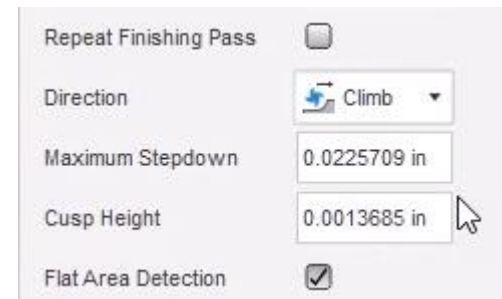 Repeat Finishing Pass
Direction Climb
Maximum Stepdown 0.0225709 in
Cusp Height 0.0013685 in
Flat Area Detection